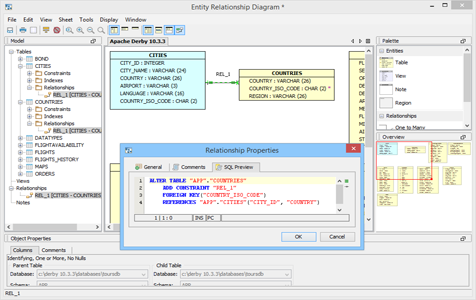 Entity Relationship Diagram *
File Edit View Insert Tools Display Window
Model
Tables
BOND
CITIES
Constraints
Indexes
Relationships
REL_1 [CITIES - COU
COUNTRIES
Constraints
Indexes
Relationships
REL_1 [CITIES - COU
DATATYPES
FLIGHTAVAILABILITY
FLIGHTS
FLIGHTS_HISTORY
MAPS
ORDERS
Views
Relationships
REL_1 [CITIES - COUNTRIES
Notes
Apache Derby 10.3.3
CITIES
CITY_ID : INTEGER
CITY_NAME : VARCHAR (24)
COUNTRY : VARCHAR (26)
AIRPORT : VARCHAR (3)
LANGUAGE : VARCHAR (16)
COUNTRY_ISO_CODE : CHAR (2)
REL_1
COUNTRIES
COUNTRY : VARCHAR (26)
COUNTRY_ISO_CODE : CHAR (2) *
REGION : VARCHAR (26)
Palette
Entities
Table
View
Note
Region
Relationships
One to Many
Overview
Relationship Properties
General Comments SQL Preview
1 ALTER TABLE "APP"."COUNTRIES"
2 ADD CONSTRAINT "REL_1"
3 FOREIGN KEY("COUNTRY_ISO_CODE")
4 REFERENCES "APP"."CITIES"("CITY_ID", "COUNTRY")
1 | 1 : 0 INS PC
OK Cancel
Object Properties
Columns Comments
Identifying, One or More, No Nulls
Parent Table Child Table
Database: c:\derby 10.3.3\databases\toursdb Database: c:\derby 10.3.3\databases\toursdb
Schema: APP Schema: APP
REL_1